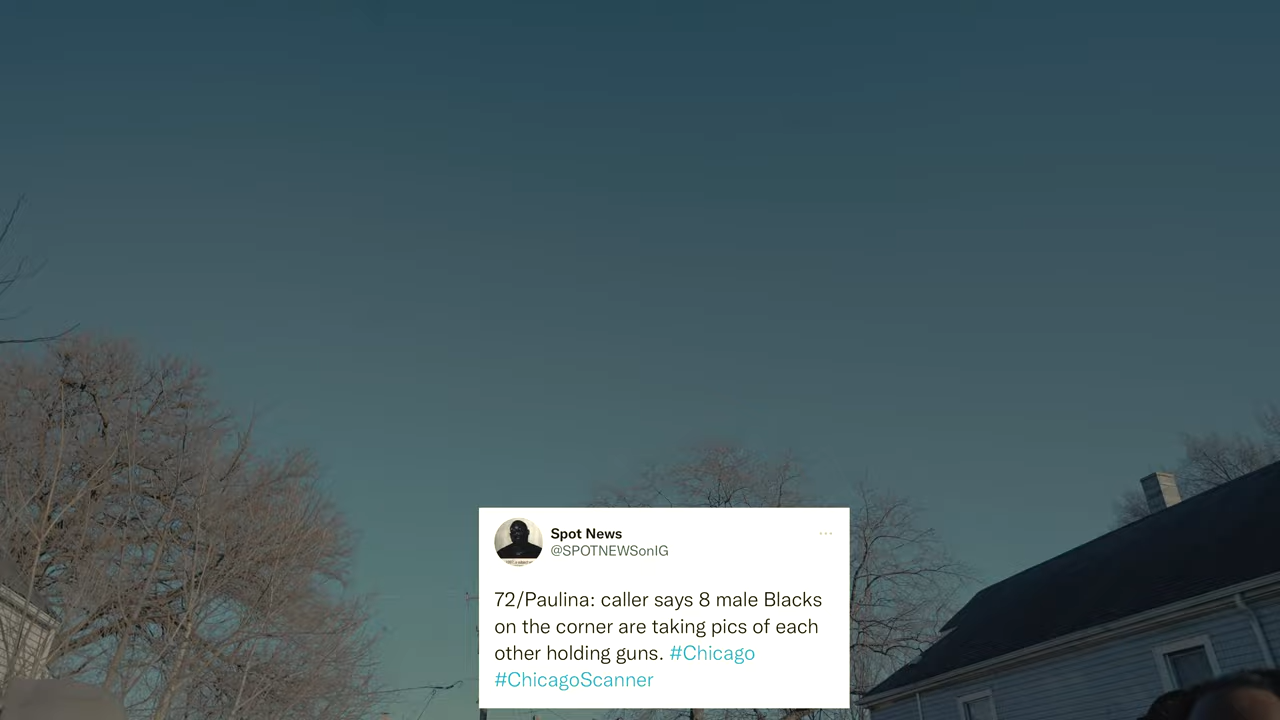 Spot News
@SPOTNEWSonIG
72/Paulina: caller says 8 male Blacks
on the corner are taking pics of each
other holding guns. #Chicago
#ChicagoScanner